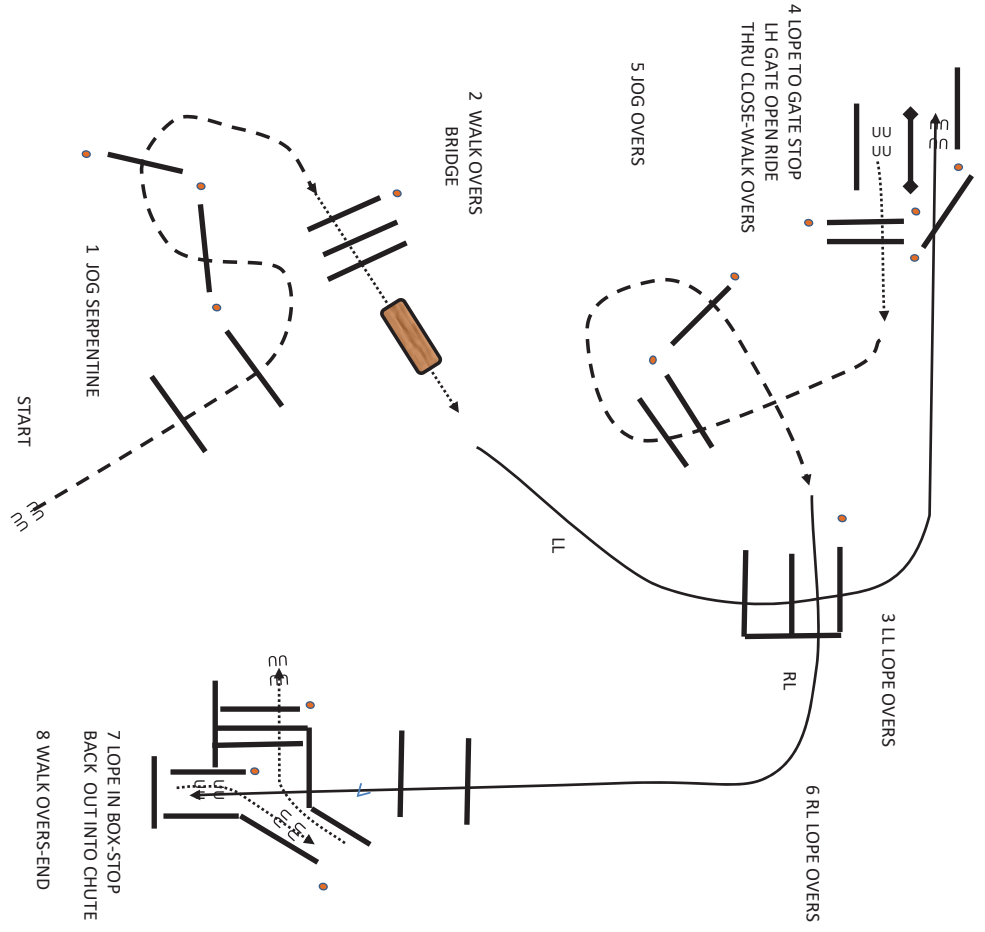 START
1 JOG SERPENTINE
2 WALK OVERS
BRIDGE
LL
3 LL LOPE OVERS
4 LOPE TO GATE STOP
LH GATE OPEN RIDE
THRU CLOSE-WALK OVERS
5 JOG OVERS
RL
6 RL LOPE OVERS
7 LOPE IN BOX-STOP
BACK OUT INTO CHUTE
8 WALK OVERS-END